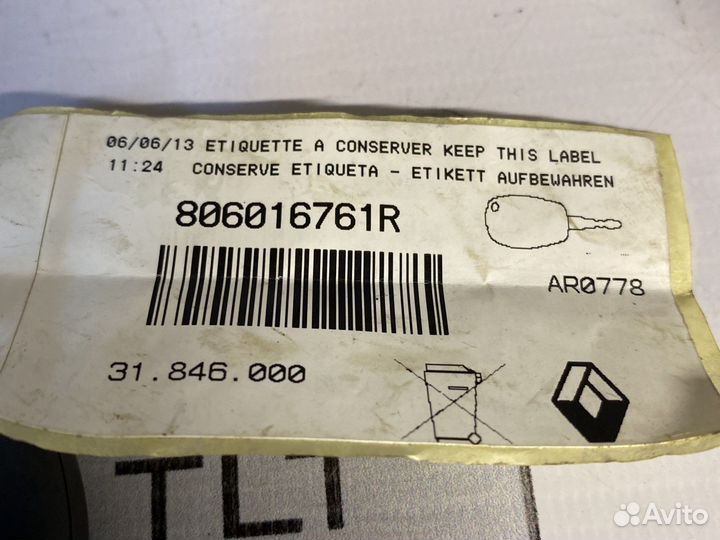 06/06/13 ETIQUETTE A CONSERVER KEEP THIS LABEL
11:24 CONSERVE ETIQUETA - ETIKETT AUFBEWAHREN
806016761R
AR0778
31.846.000
TLT
Avito